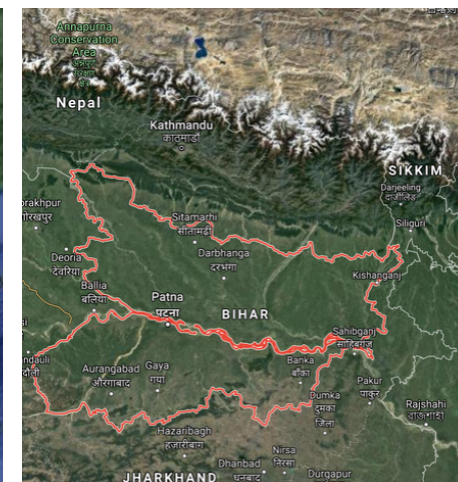 Annapurna
Conservation
Area
Nepal
Kathmandu
काठमाडौं
SIKKIM
Darjeeling
दार्जीलिङ
Siliguri
orakhpur
गोरखपुर
Sitamarhi
सीतामढ़ी
Deoria
देवरिया
Darbhanga
दरभंगा
Kishanganj
Ballia
बलिया
Patna
पटना
BIHAR
Sahibganj
साहिबगंज
ndauli
दौली
Aurangabad
औरंगाबाद
Gaya
गया
Banka
बाँका
Dumka
दुमका
जिला
Pakur
पाकुड़
Rajshahi
রাজশাহী
Hazaribagh
हजारीबाग
Nirsa
निरसा
Dhanbad
धनबाद
Durgapur
JHARKHAND